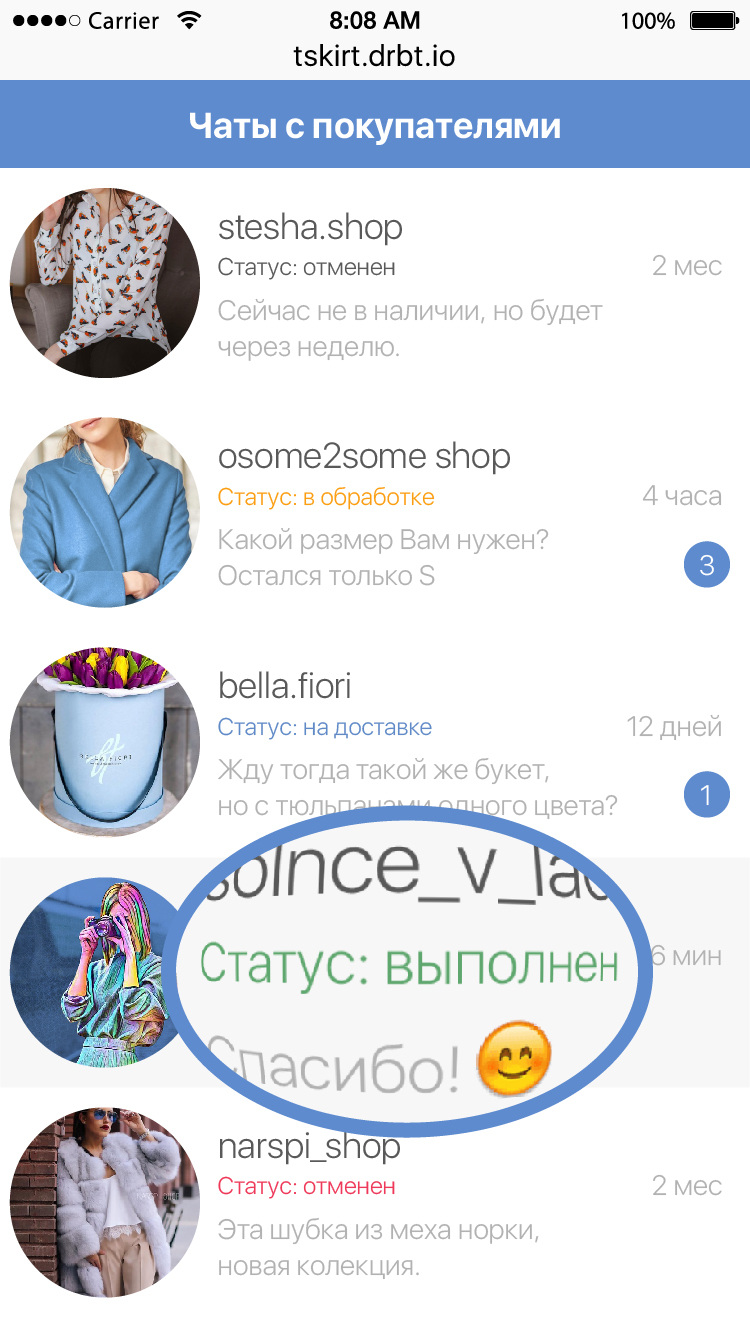 Carrier 8:08 AM 100%
tskirt.drbt.io
Чаты с покупателями
stesha.shop
Статус: отменен 2 мес
Сейчас не в наличии, но будет
через неделю.
osome2some shop
Статус: в обработке 4 часа
Какой размер Вам нужен?
Остался только S 3
bella.fiori
Статус: на доставке 12 дней
Жду тогда такой же букет,
но с тюльпанами одного цвета? 1
BELLA FIORI
solnce_v_lad
Статус: выполнен 6 мин
Спасибо! 😊
narspi_shop
Статус: отменен 2 мес
Эта шубка из меха норки,
новая колекция.